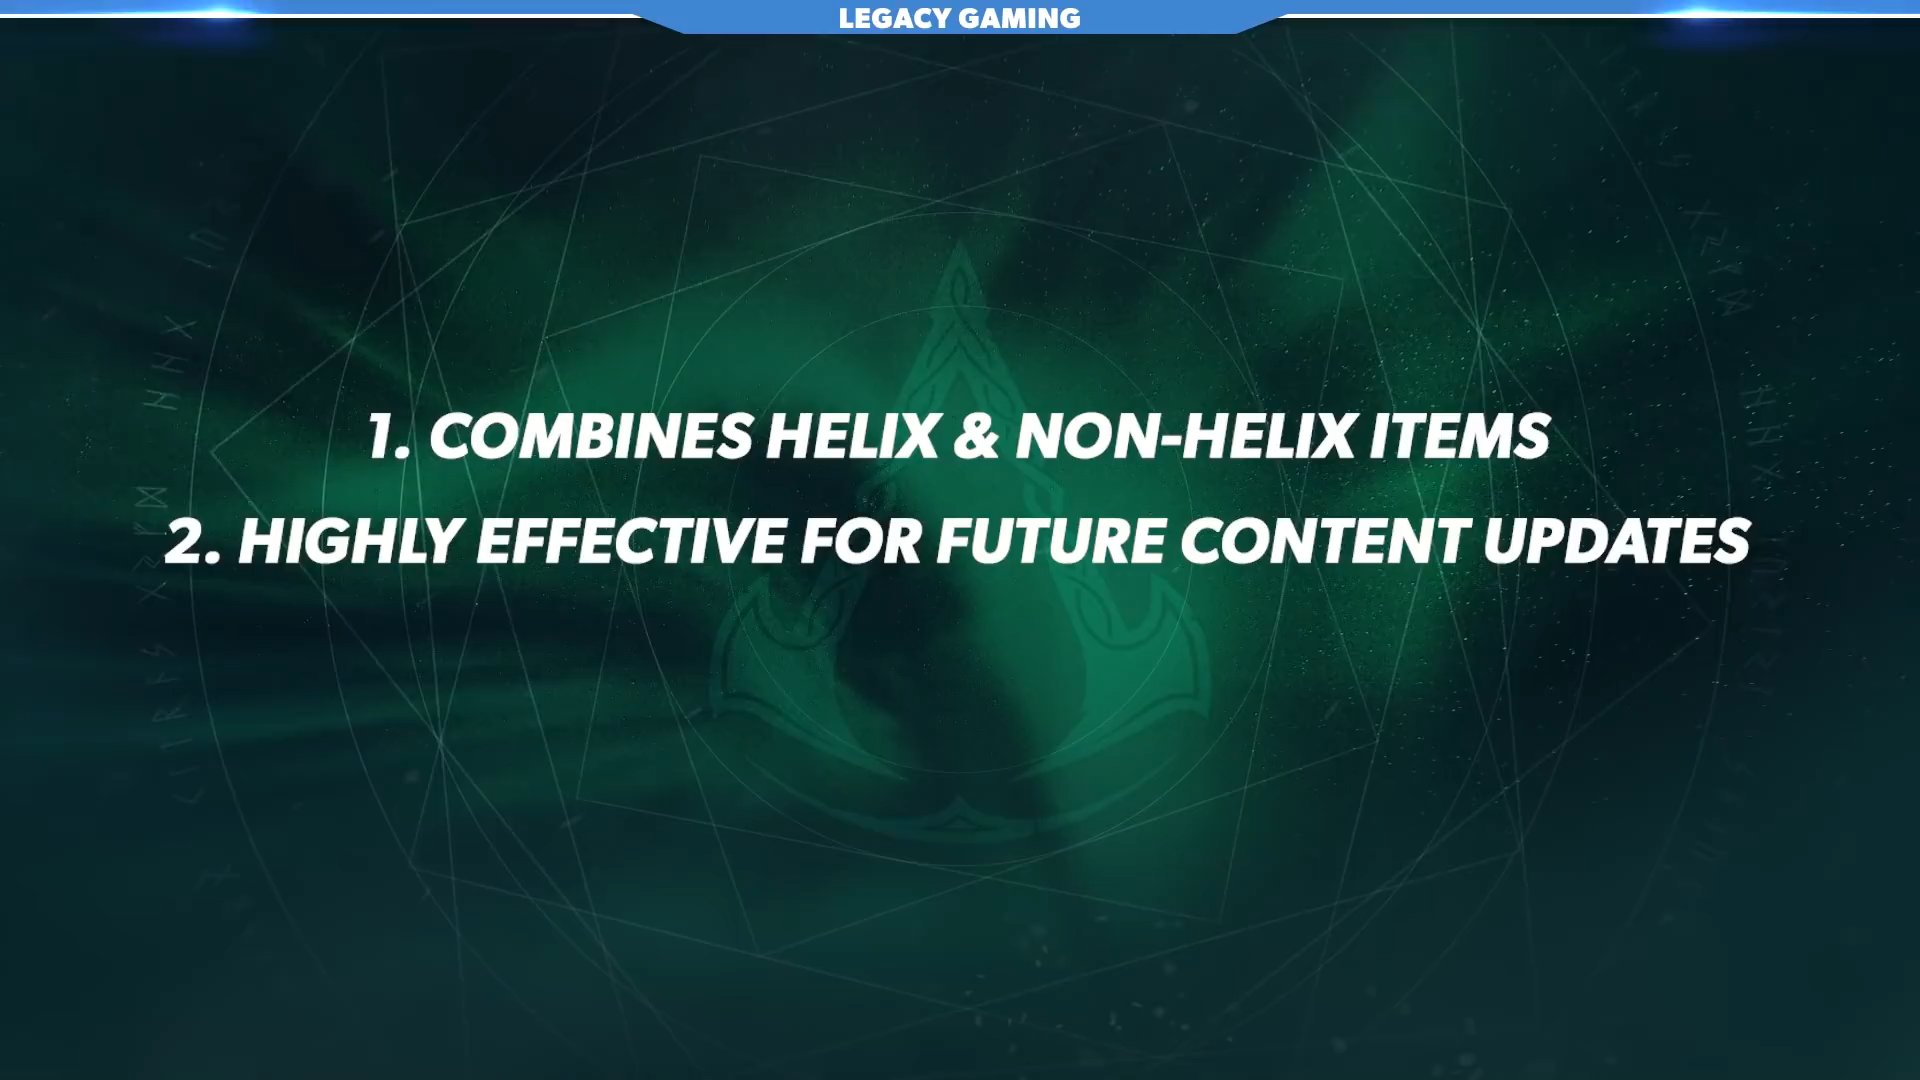 LEGACY GAMING
1. COMBINES HELIX & NON-HELIX ITEMS
2. HIGHLY EFFECTIVE FOR FUTURE CONTENT UPDATES